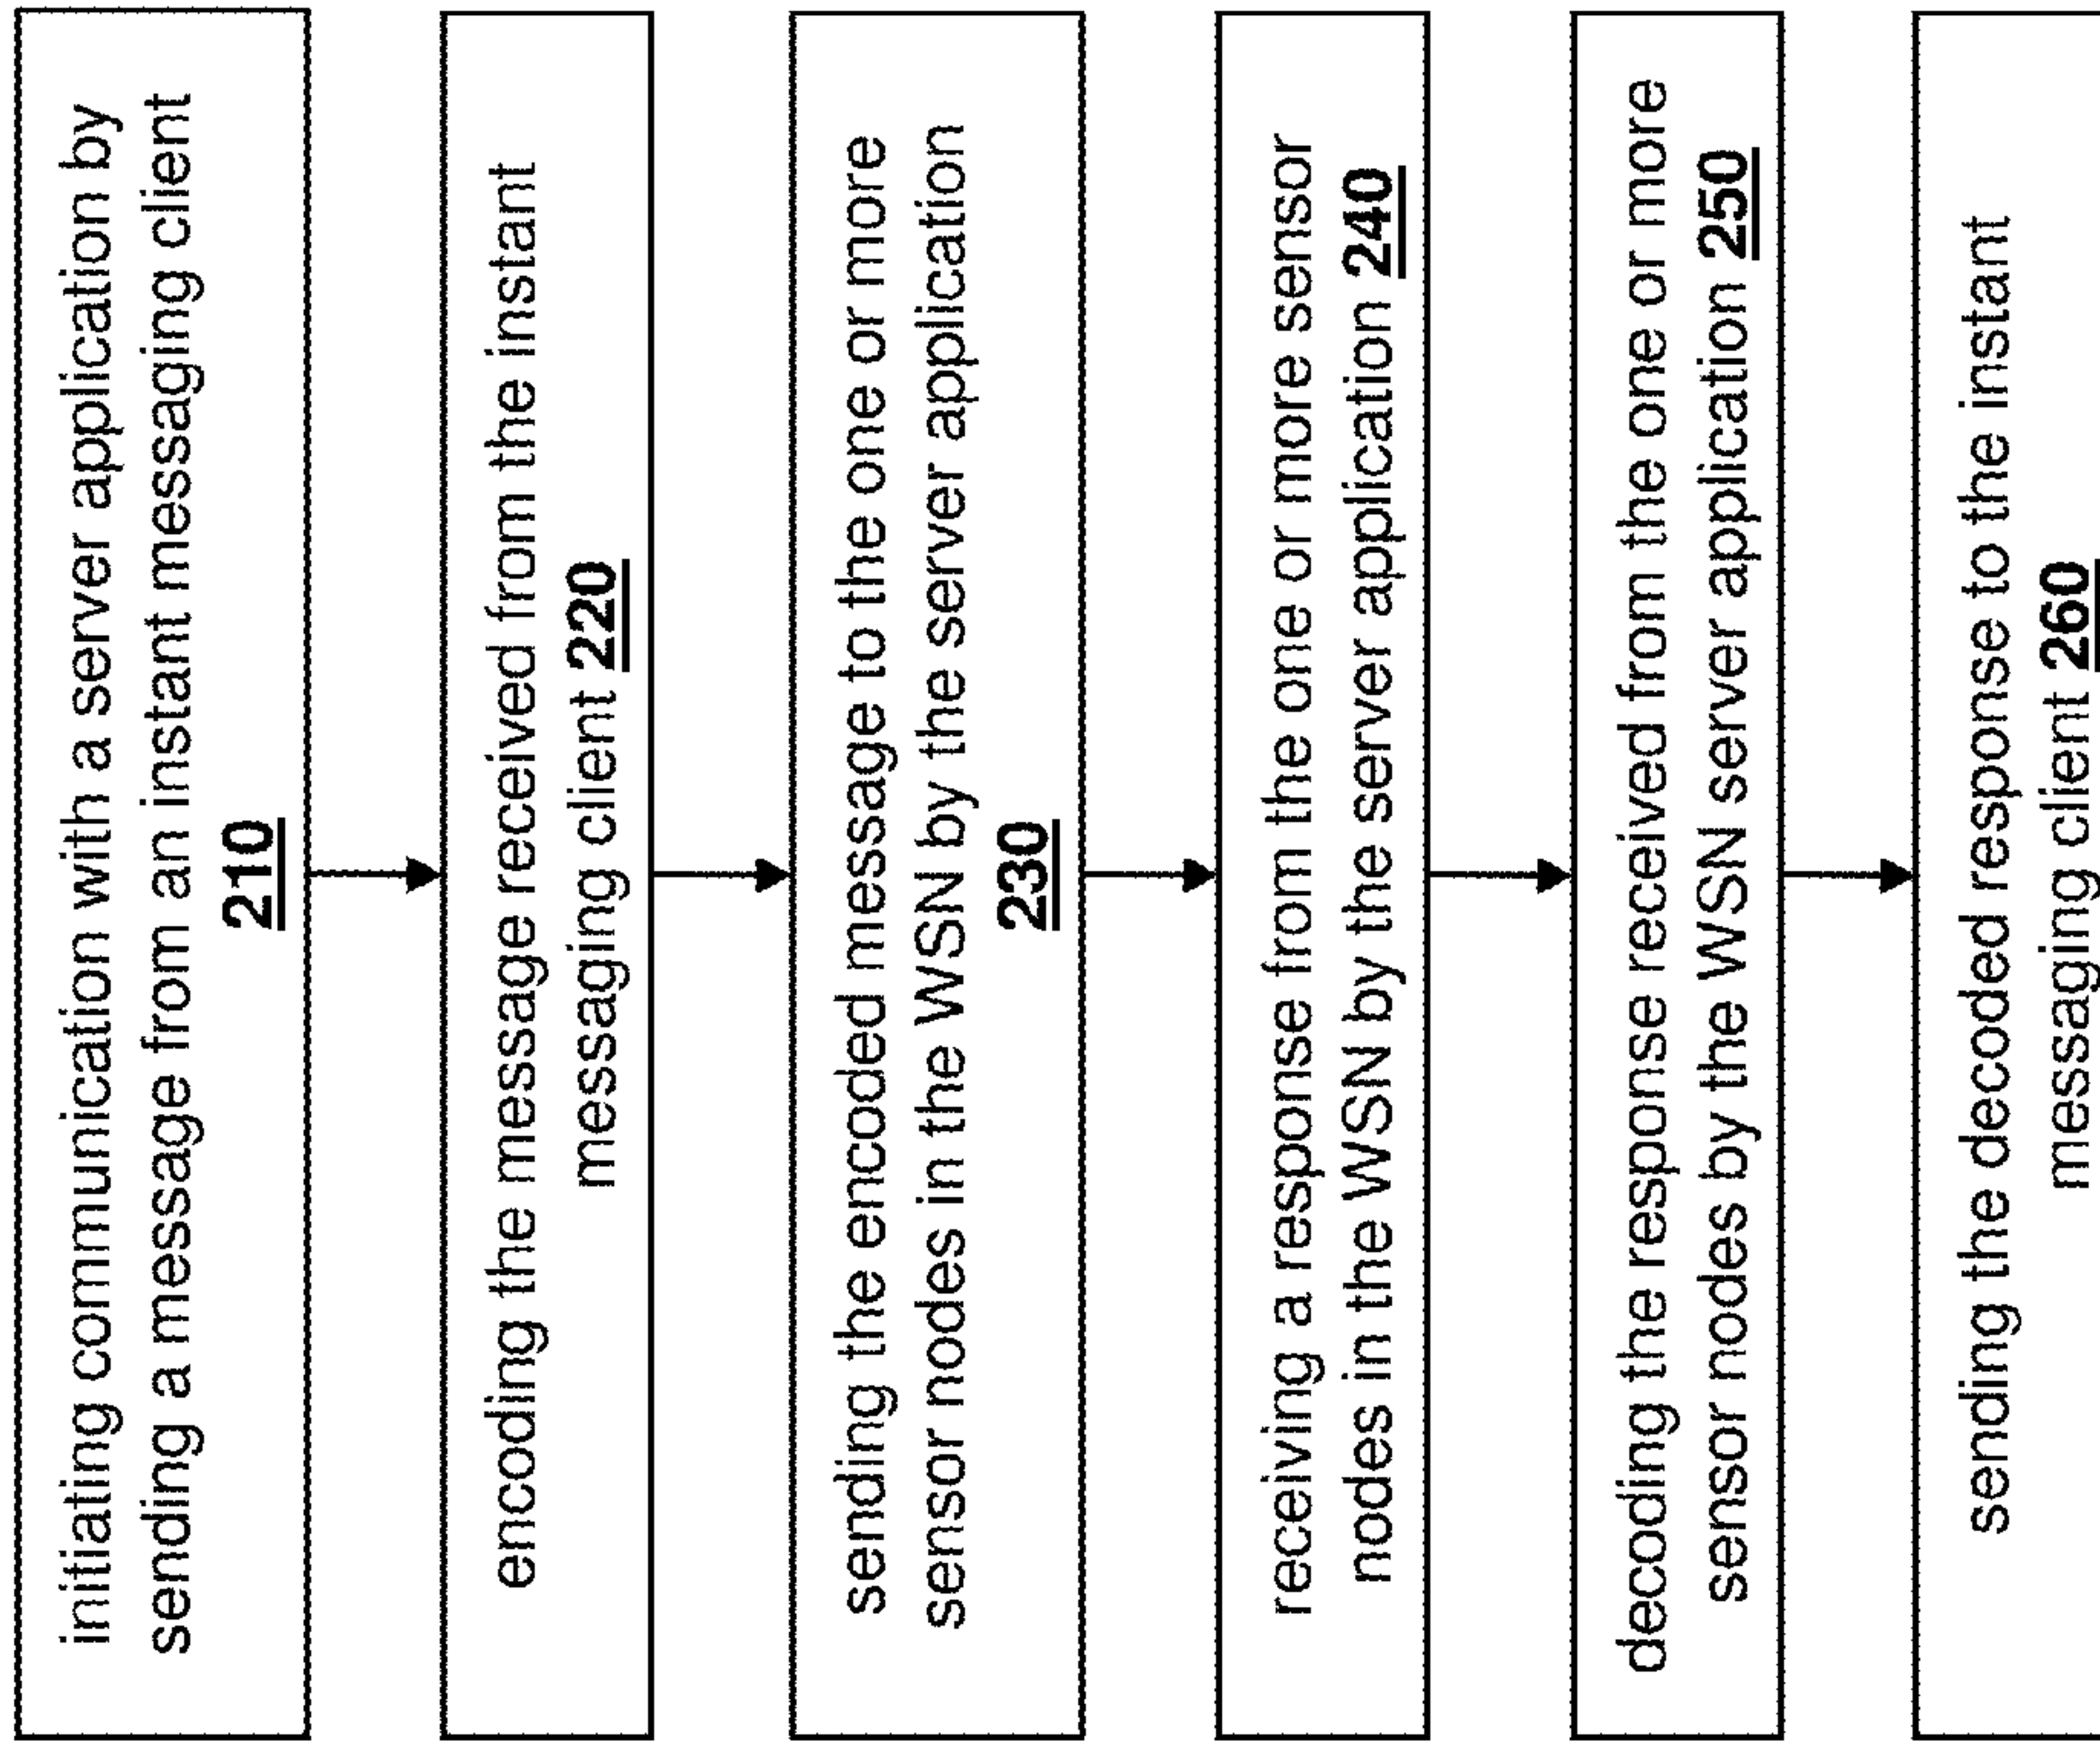 initiating communication with a server application by
sending a message from an instant messaging client
210
encoding the message received from the instant
messaging client 220
sending the encoded message to the one or more
sensor nodes in the WSN by the server application
230
receiving a response from the one or more sensor
nodes in the WSN by the server application 240
decoding the response received from the one or more
sensor nodes by the WSN server application 250
sending the decoded response to the instant
messaging client 260